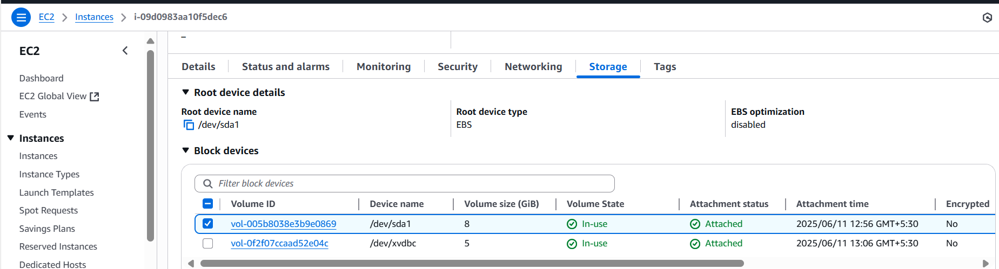 EC2 Instances i-09d0983aa10f5dec6
EC2
Dashboard
EC2 Global View
Events
Instances
Instances
Instance Types
Launch Templates
Spot Requests
Savings Plans
Reserved Instances
Dedicated Hosts
–
Details Status and alarms Monitoring Security Networking Storage Tags
Root device details
Root device name Root device type EBS optimization
/dev/sda1 EBS disabled
Block devices
Filter block devices
Volume ID Device name Volume size (GiB) Volume State Attachment status Attachment time Encrypted
vol-005b8038e3b9e0869 /dev/sda1 8 In-use Attached 2025/06/11 12:56 GMT+5:30 No
vol-0f2f07ccaad52e04c /dev/xvdbc 5 In-use Attached 2025/06/11 13:06 GMT+5:30 No